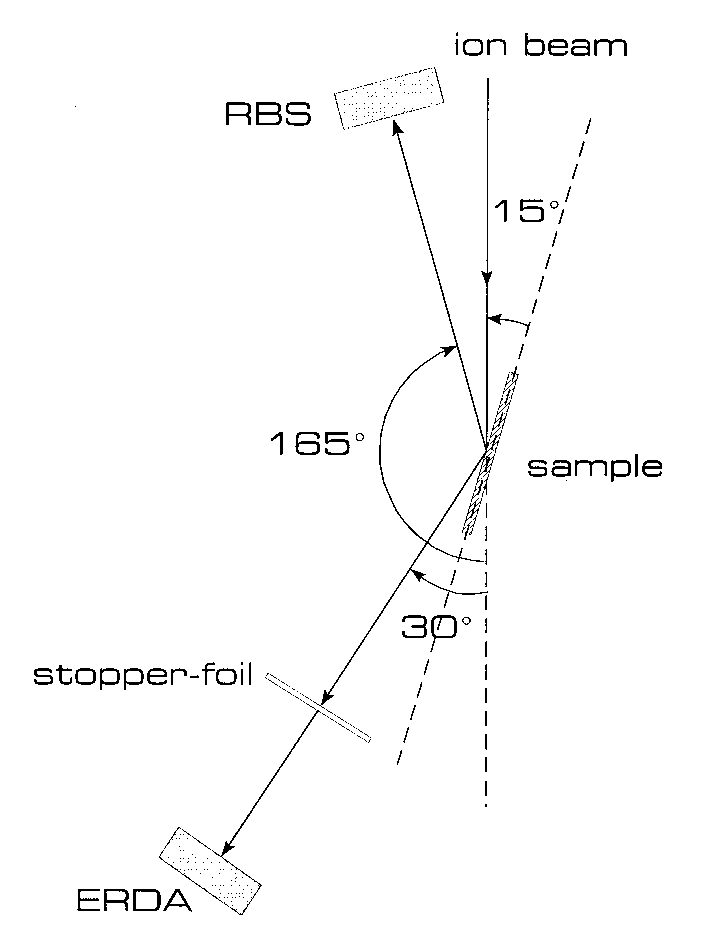 ion beam
RBS
15°
165°
sample
30°
stopper-foil
ERDA